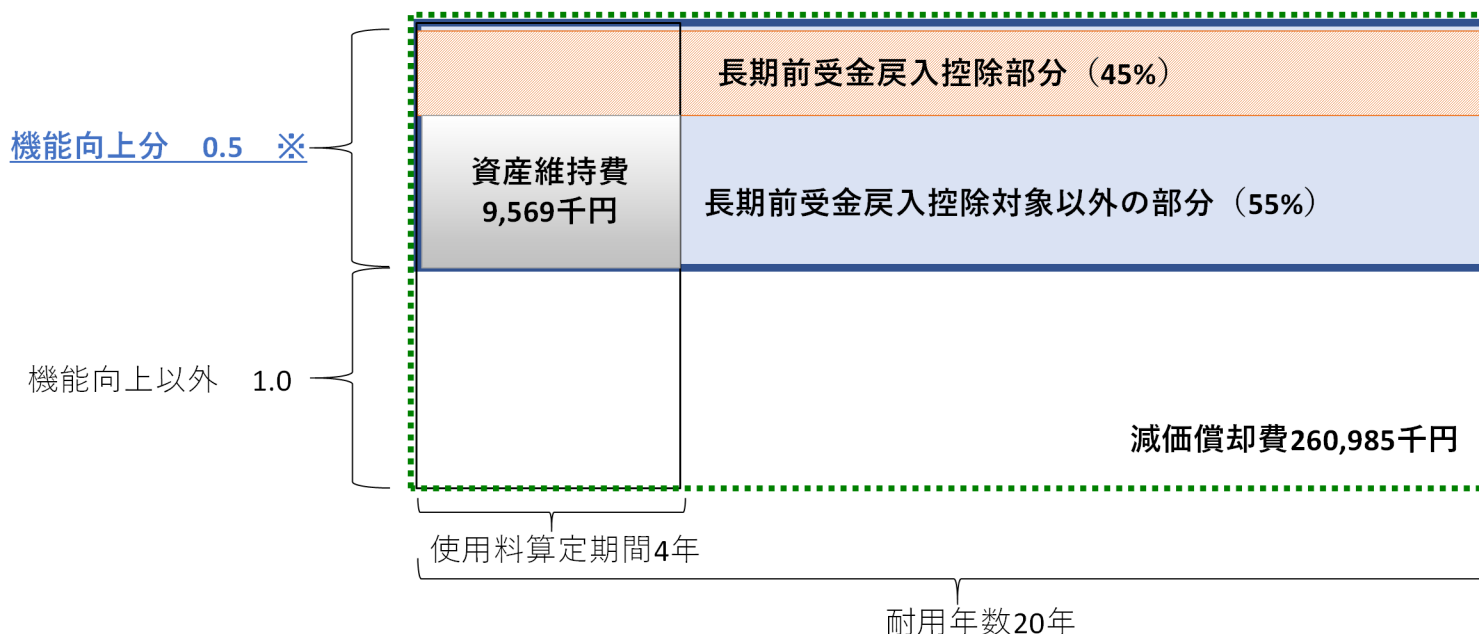 長期前受金戻入控除部分（45%）
機能向上分　0.5　※
資産維持費
9,569千円
長期前受金戻入控除対象以外の部分（55%）
機能向上以外　1.0
減価償却費260,985千円
使用料算定期間4年
耐用年数20年